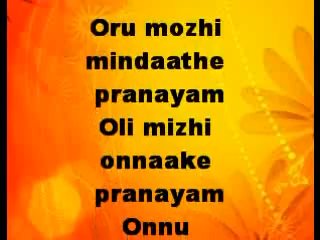 Oru mozhi
mindaathe
pranayam
Oli mizhi
onnaake
pranayam
Onnu